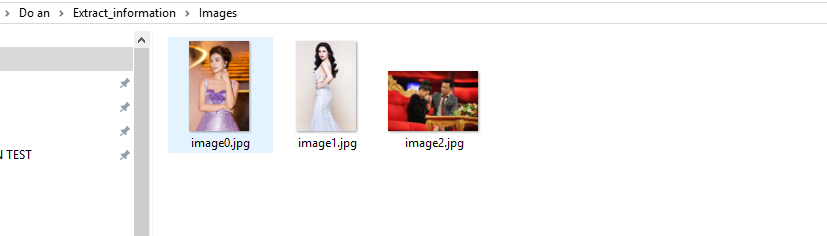 Do an > Extract_information > Images
image0.jpg image1.jpg image2.jpg
TEST